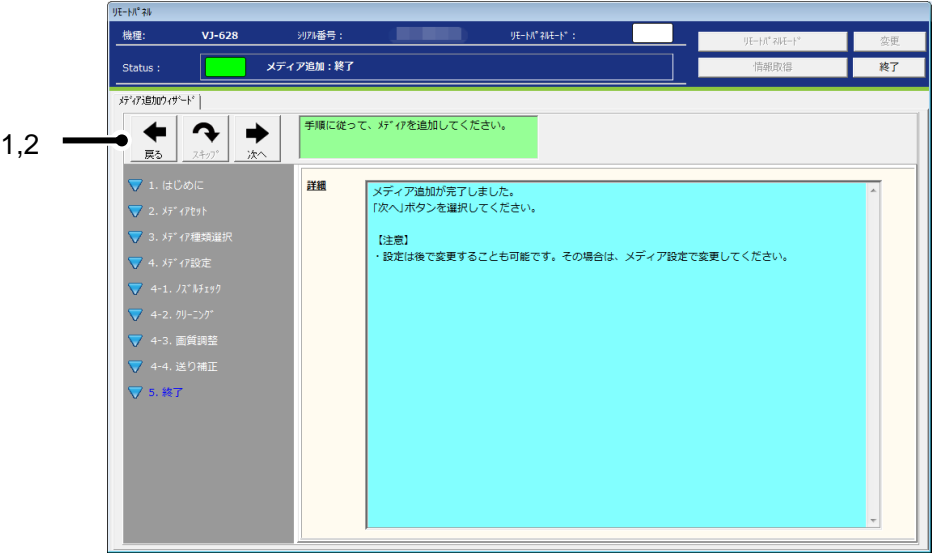 ﾘﾓｰﾄﾊﾟﾈﾙ
機種: VJ-628 ｼﾘｱﾙ番号: ﾘﾓｰﾄﾊﾟﾈﾙﾓｰﾄﾞ: ﾘﾓｰﾄﾊﾟﾈﾙﾓｰﾄﾞ 変更
Status: メディア追加:終了 情報取得 終了
ﾒﾃﾞｨｱ追加ｳｨｻﾞｰﾄﾞ
1,2
戻る ｽｷｯﾌﾟ 次へ
手順に従って、ﾒﾃﾞｨｱを追加してください。
1. はじめに
2. ﾒﾃﾞｨｱｾｯﾄ
3. ﾒﾃﾞｨｱ種類選択
4. ﾒﾃﾞｨｱ設定
4-1. ﾉｽﾞﾙﾁｪｯｸ
4-2. ｸﾘｰﾆﾝｸﾞ
4-3. 画質調整
4-4. 送り補正
5. 終了
詳細
メディア追加が完了しました。
「次へ」ボタンを選択してください。
【注意】
・設定は後で変更することも可能です。その場合は、メディア設定で変更してください。